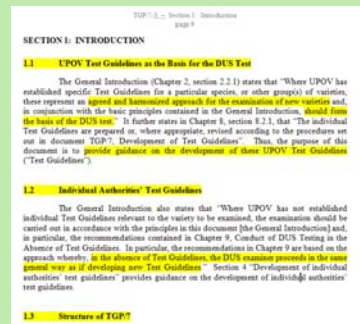 TGP/7/2 – Section 1: Introduction
page 6
SECTION 1: INTRODUCTION
1.1 UPOV Test Guidelines as the Basis for the DUS Test
The General Introduction (Chapter 2, section 2.2.1) states that “Where UPOV has
established specific Test Guidelines for a particular species, or other group(s) of varieties,
these represent an agreed and harmonized approach for the examination of new varieties and,
in conjunction with the basic principles contained in the General Introduction, should form
the basis of the DUS test.” It further states in Chapter 8, section 8.2.1, that “The individual
Test Guidelines are prepared or, where appropriate, revised according to the procedures set
out in document TGP/7, Development of Test Guidelines”. Thus, the purpose of this
document is to provide guidance on the development of these UPOV Test Guidelines
(“Test Guidelines”).
1.2 Individual Authorities’ Test Guidelines
The General Introduction also states that “Where UPOV has not established
individual Test Guidelines relevant to the variety to be examined, the examination should be
carried out in accordance with the principles in this document [the General Introduction] and,
in particular, the recommendations contained in Chapter 9, Conduct of DUS Testing in the
Absence of Test Guidelines. In particular, the recommendations in Chapter 9 are based on the
approach whereby, in the absence of Test Guidelines, the DUS examiner proceeds in the same
general way as if developing new Test Guidelines.” Section 4 “Development of individual
authorities’ test guidelines” provides guidance on the development of individual authorities’
test guidelines.
1.3 Structure of TGP/7